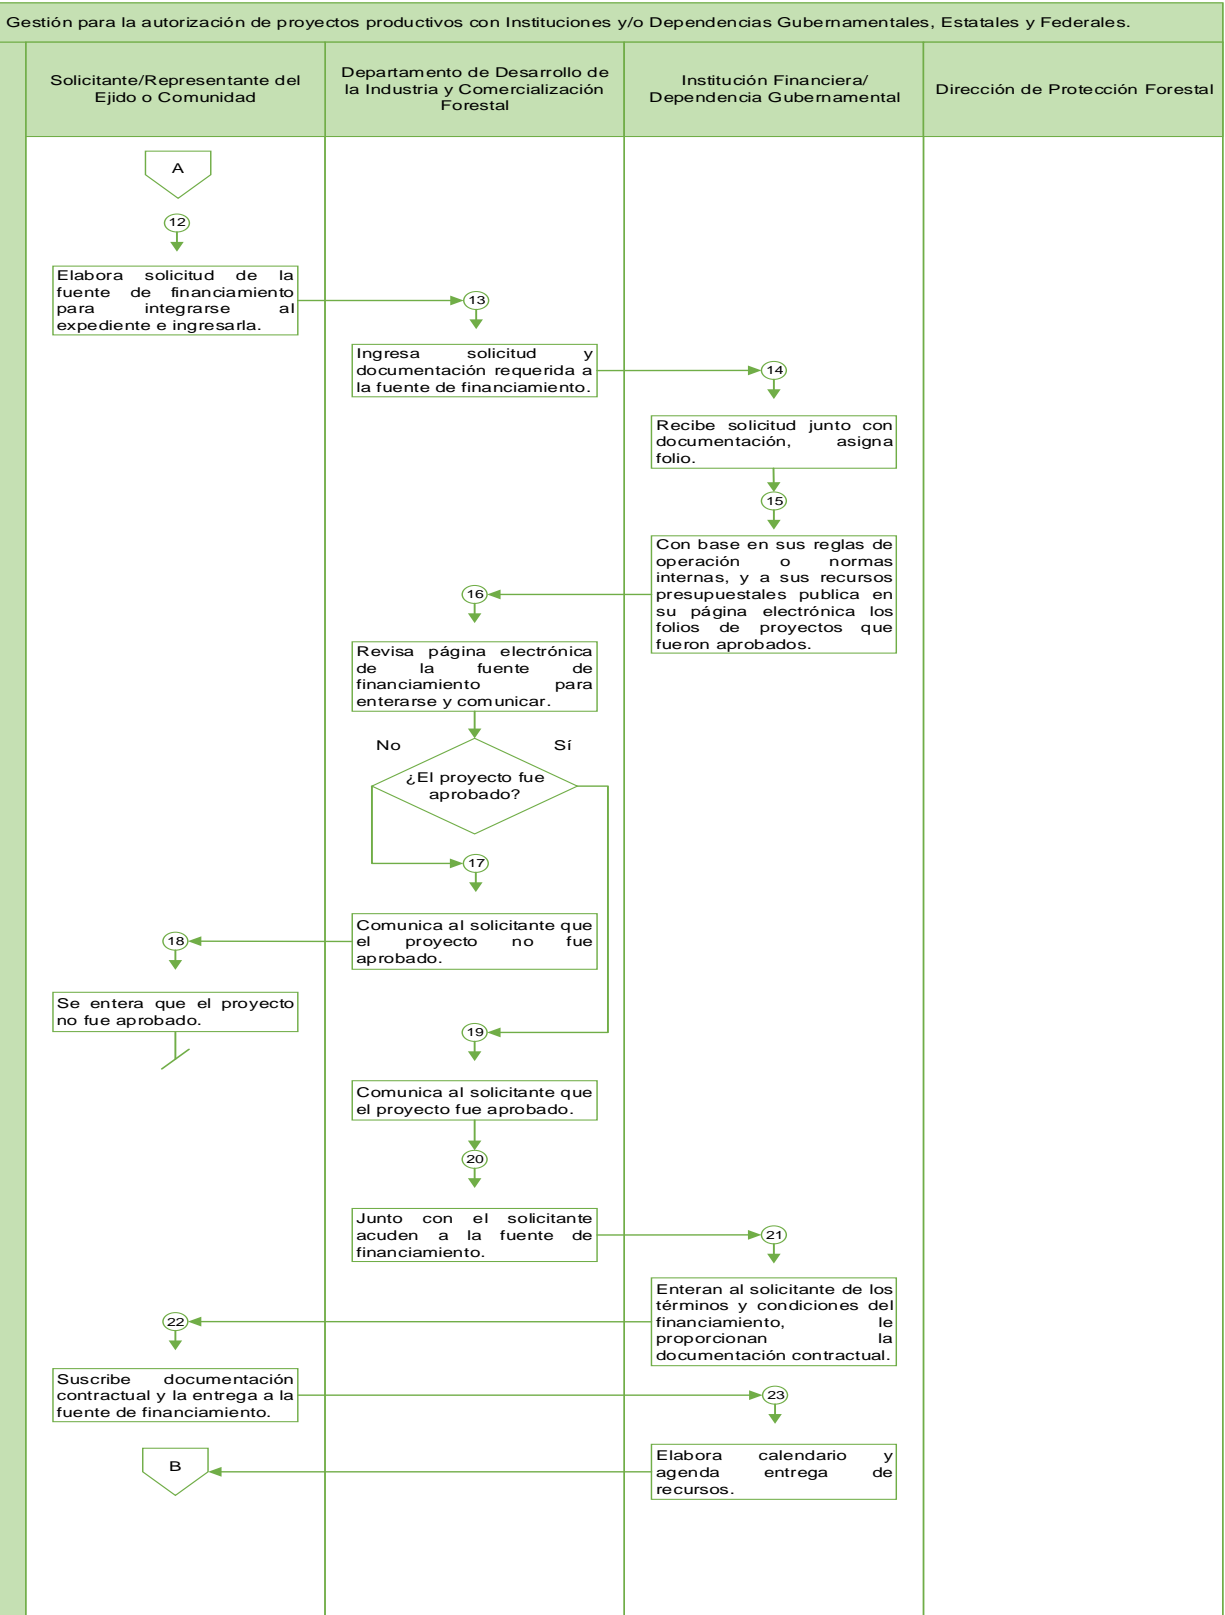 Gestión para la autorización de proyectos productivos con Instituciones y/o Dependencias Gubernamentales, Estatales y Federales.
Solicitante/Representante del
Ejido o Comunidad
Departamento de Desarrollo de
la Industria y Comercialización
Forestal
Institución Financiera/
Dependencia Gubernamental
Dirección de Protección Forestal
A
12
Elabora solicitud de la
fuente de financiamiento
para integrarse al
expediente e ingresarla.
13
Ingresa solicitud y
documentación requerida a
la fuente de financiamiento.
14
Recibe solicitud junto con
documentación, asigna
folio.
15
Con base en sus reglas de
operación o normas
internas, y a sus recursos
presupuestales publica en
su página electrónica los
folios de proyectos que
fueron aprobados.
16
Revisa página electrónica
de la fuente de
financiamiento para
enterarse y comunicar.
No
Sí
¿El proyecto fue
aprobado?
17
Comunica al solicitante que
el proyecto no fue
aprobado.
18
Se entera que el proyecto
no fue aprobado.
19
Comunica al solicitante que
el proyecto fue aprobado.
20
Junto con el solicitante
acuden a la fuente de
financiamiento.
21
Enteran al solicitante de los
términos y condiciones del
financiamiento, le
proporcionan la
documentación contractual.
22
Suscribe documentación
contractual y la entrega a la
fuente de financiamiento.
23
Elabora calendario y
agenda entrega de
recursos.
B